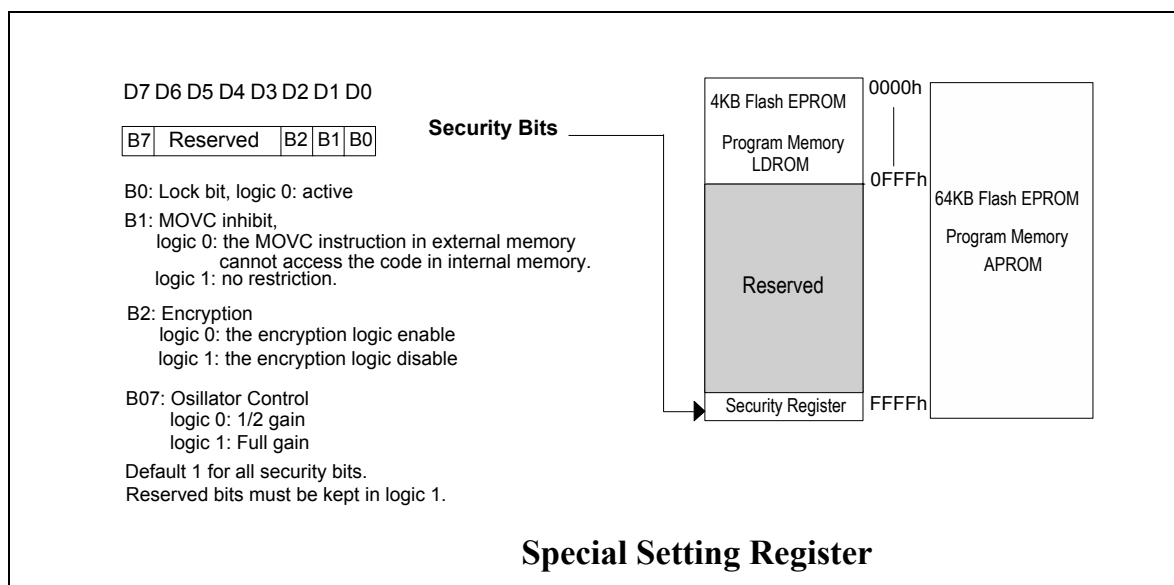 D7 D6 D5 D4 D3 D2 D1 D0
B7 Reserved B2 B1 B0
Security Bits
B0: Lock bit, logic 0: active
B1: MOVC inhibit,
logic 0: the MOVC instruction in external memory
cannot access the code in internal memory.
logic 1: no restriction.
B2: Encryption
logic 0: the encryption logic enable
logic 1: the encryption logic disable
B07: Osillator Control
logic 0: 1/2 gain
logic 1: Full gain
Default 1 for all security bits.
Reserved bits must be kept in logic 1.
4KB Flash EPROM
Program Memory
LDROM
Reserved
Security Register
0000h
0FFFh
FFFFh
64KB Flash EPROM
Program Memory
APROM
Special Setting Register